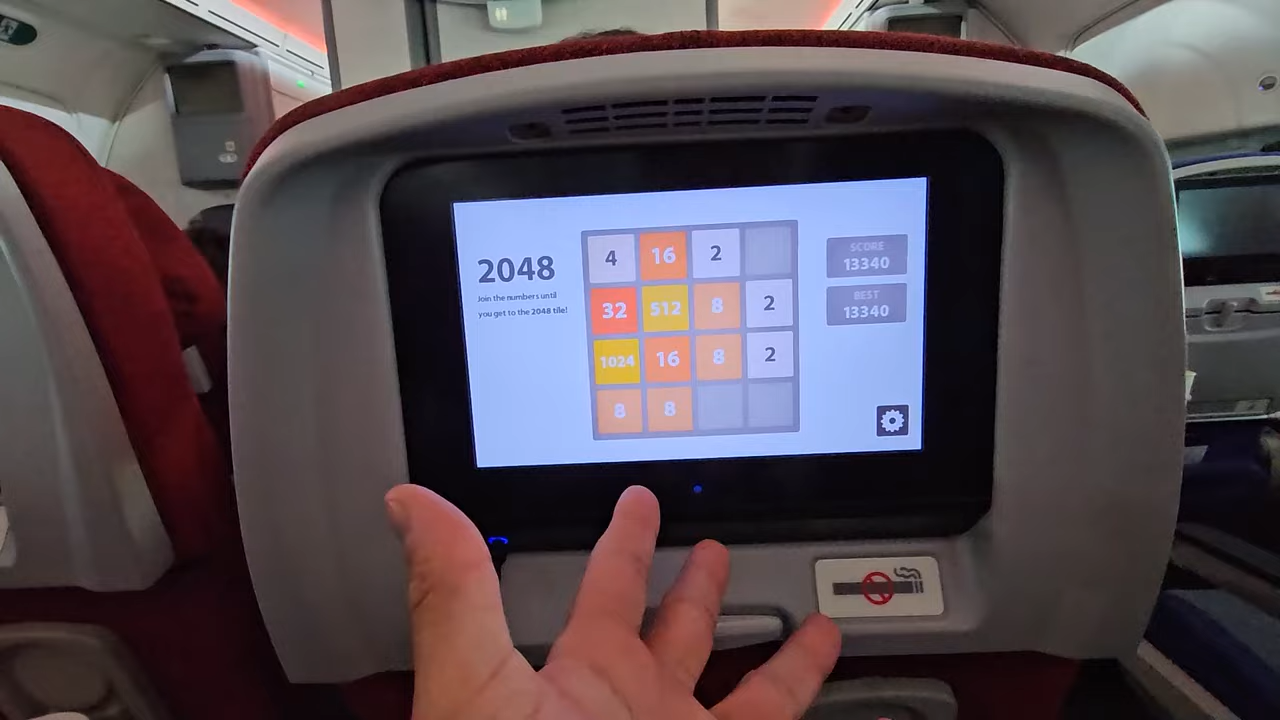 2048
Join the numbers until
you get to the 2048 tile!
4 16 2
32 512 8 2
1024 16 8 2
8 8
SCORE
13340
BEST
13340